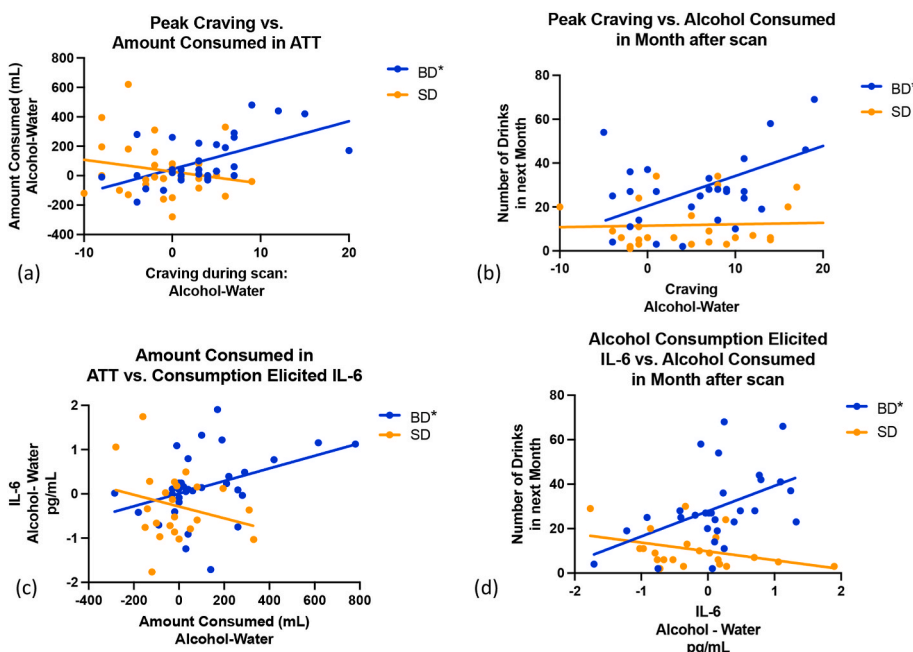 Peak Craving vs.
Amount Consumed in ATT
Amount Consumed (mL)
Alcohol-Water
800
600
400
200
0
-200
-400
-10
0
10
20
BD*
SD
(a)
Craving during scan:
Alcohol-Water
Peak Craving vs. Alcohol Consumed
in Month after scan
Number of Drinks
in next Month
80
60
40
20
0
-10
0
10
20
BD*
SD
(b)
Craving
Alcohol-Water
Amount Consumed in
ATT vs. Consumption Elicited IL-6
IL-6
Alcohol- Water
pg/mL
2
1
0
-1
-2
-400
-200
0
200
400
600
800
BD*
SD
(c)
Amount Consumed (mL)
Alcohol-Water
Alcohol Consumption Elicited
IL-6 vs. Alcohol Consumed
in Month after scan
Number of Drinks
in next Month
80
60
40
20
0
-2
-1
0
1
2
BD*
SD
(d)
IL-6
Alcohol - Water
pg/mL